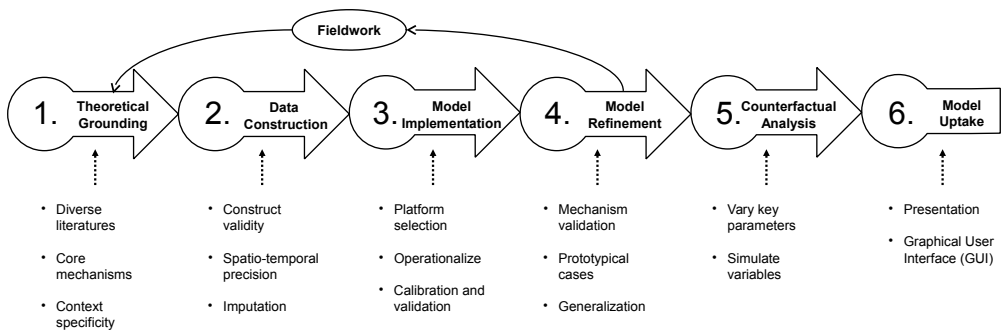 Fieldwork
1.
Theoretical
Grounding
2.
Data
Construction
3.
Model
Implementation
4.
Model
Refinement
5.
Counterfactual
Analysis
6.
Model
Uptake
• Diverse
literatures
• Core
mechanisms
• Context
specificity
• Construct
validity
• Spatio-temporal
precision
• Imputation
• Platform
selection
• Operationalize
• Calibration and
validation
• Mechanism
validation
• Prototypical
cases
• Generalization
• Vary key
parameters
• Simulate
variables
• Presentation
• Graphical User
Interface (GUI)